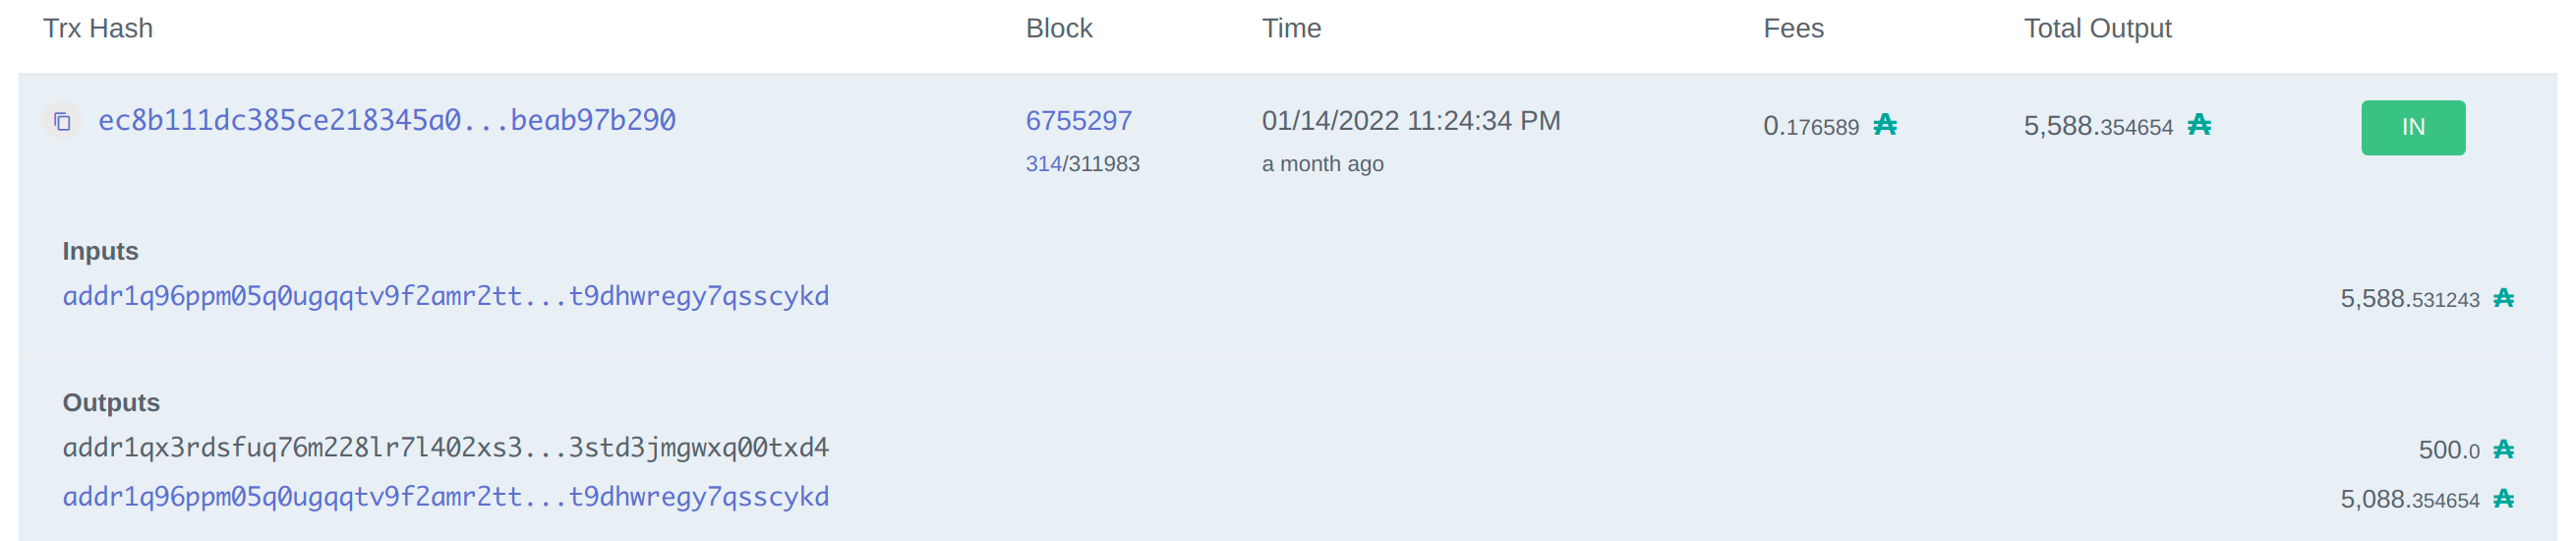 Trx Hash Block Time Fees Total Output
ec8b111dc385ce218345a0...beab97b290 6755297 01/14/2022 11:24:34 PM 0.176589 ₳ 5,588.354654 ₳ IN
314/311983 a month ago
Inputs
addr1q96ppm05q0ugqqtv9f2amr2tt...t9dhwregy7qsscykd 5,588.531243 ₳
Outputs
addr1qx3rdsfuq76m228lr7l402xs3...3std3jmgwxq00txd4 500.0 ₳
addr1q96ppm05q0ugqqtv9f2amr2tt...t9dhwregy7qsscykd 5,088.354654 ₳